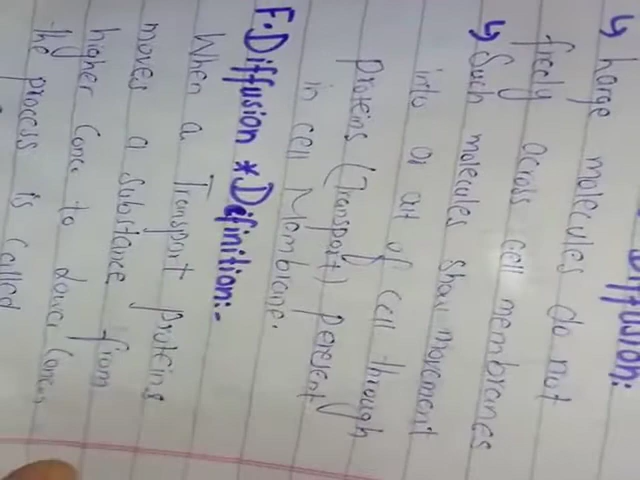 Diffusion:
↳ Large molecules do not
freely across cell membranes
↳ Such molecules show movement
into or out of cell through
Proteins (Transport) peresent
in cell Membrane.
F.Diffusion *Definition:-
When a Transport proteins
moves a substance from
higher Conc to Lower Conc
the process is called